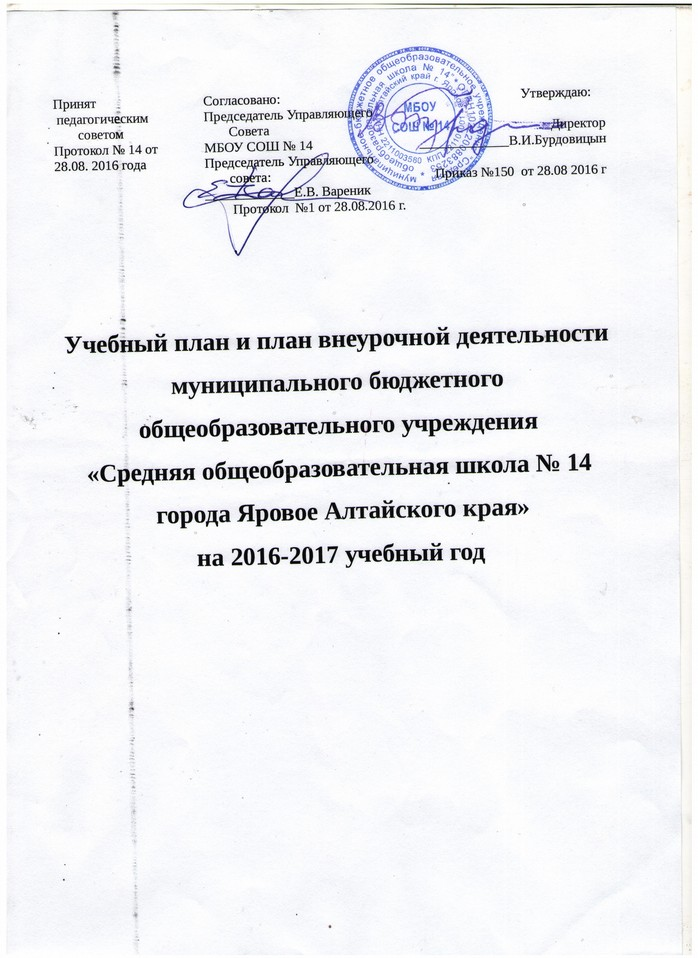 Принят
педагогическим
советом
Протокол № 14 от
28.08. 2016 года
Согласовано:
Председатель Управляющего
Совета
МБОУ СОШ № 14
Председатель Управляющего
совета:
Е.В. Вареник
Протокол №1 от 28.08.2016 г.
Утверждаю:
Директор
В.И.Бурдовицын
Приказ №150 от 28.08 2016 г
МБОУ
СОШ № 14
Учебный план и план внеурочной деятельности
муниципального бюджетного
общеобразовательного учреждения
«Средняя общеобразовательная школа № 14
города Яровое Алтайского края»
на 2016-2017 учебный год